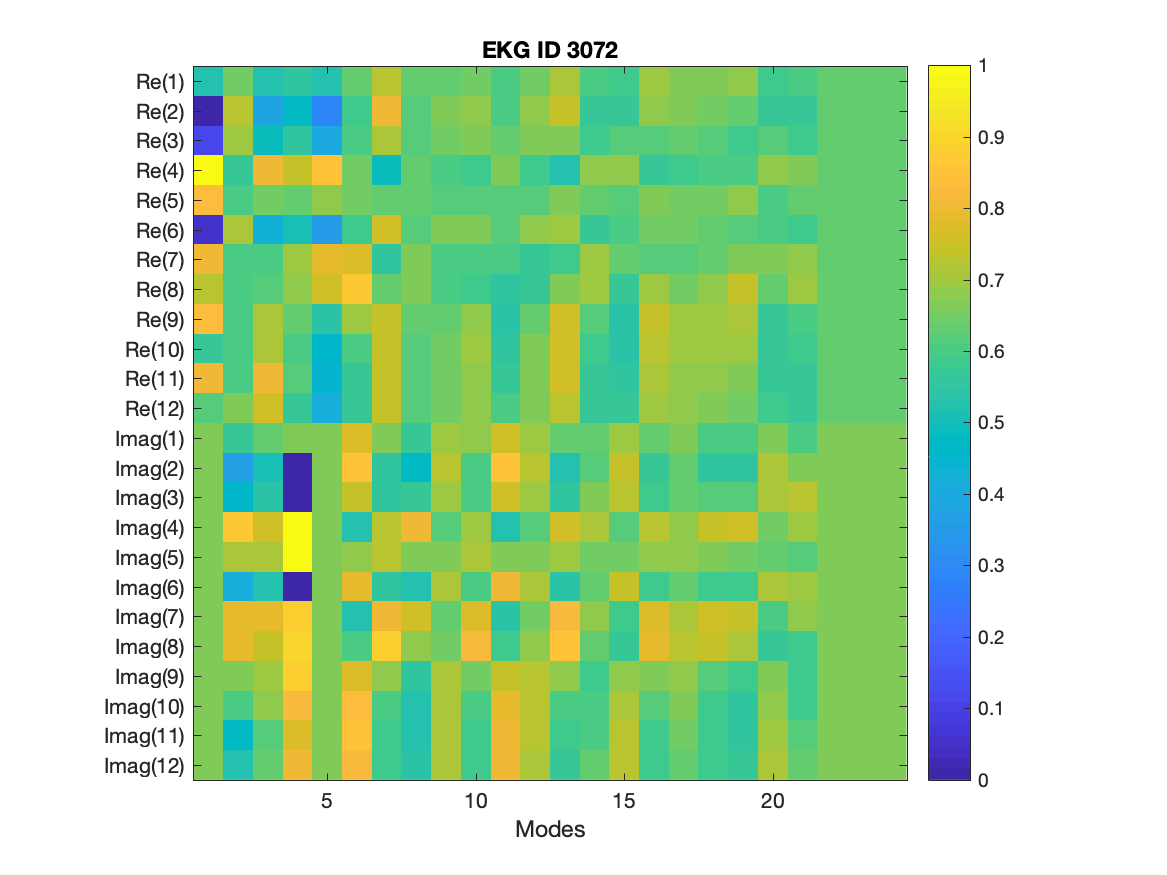 EKG ID 3072
Re(1)
Re(2)
Re(3)
Re(4)
Re(5)
Re(6)
Re(7)
Re(8)
Re(9)
Re(10)
Re(11)
Re(12)
Imag(1)
Imag(2)
Imag(3)
Imag(4)
Imag(5)
Imag(6)
Imag(7)
Imag(8)
Imag(9)
Imag(10)
Imag(11)
Imag(12)
5 10 15 20
Modes
1
0.9
0.8
0.7
0.6
0.5
0.4
0.3
0.2
0.1
0